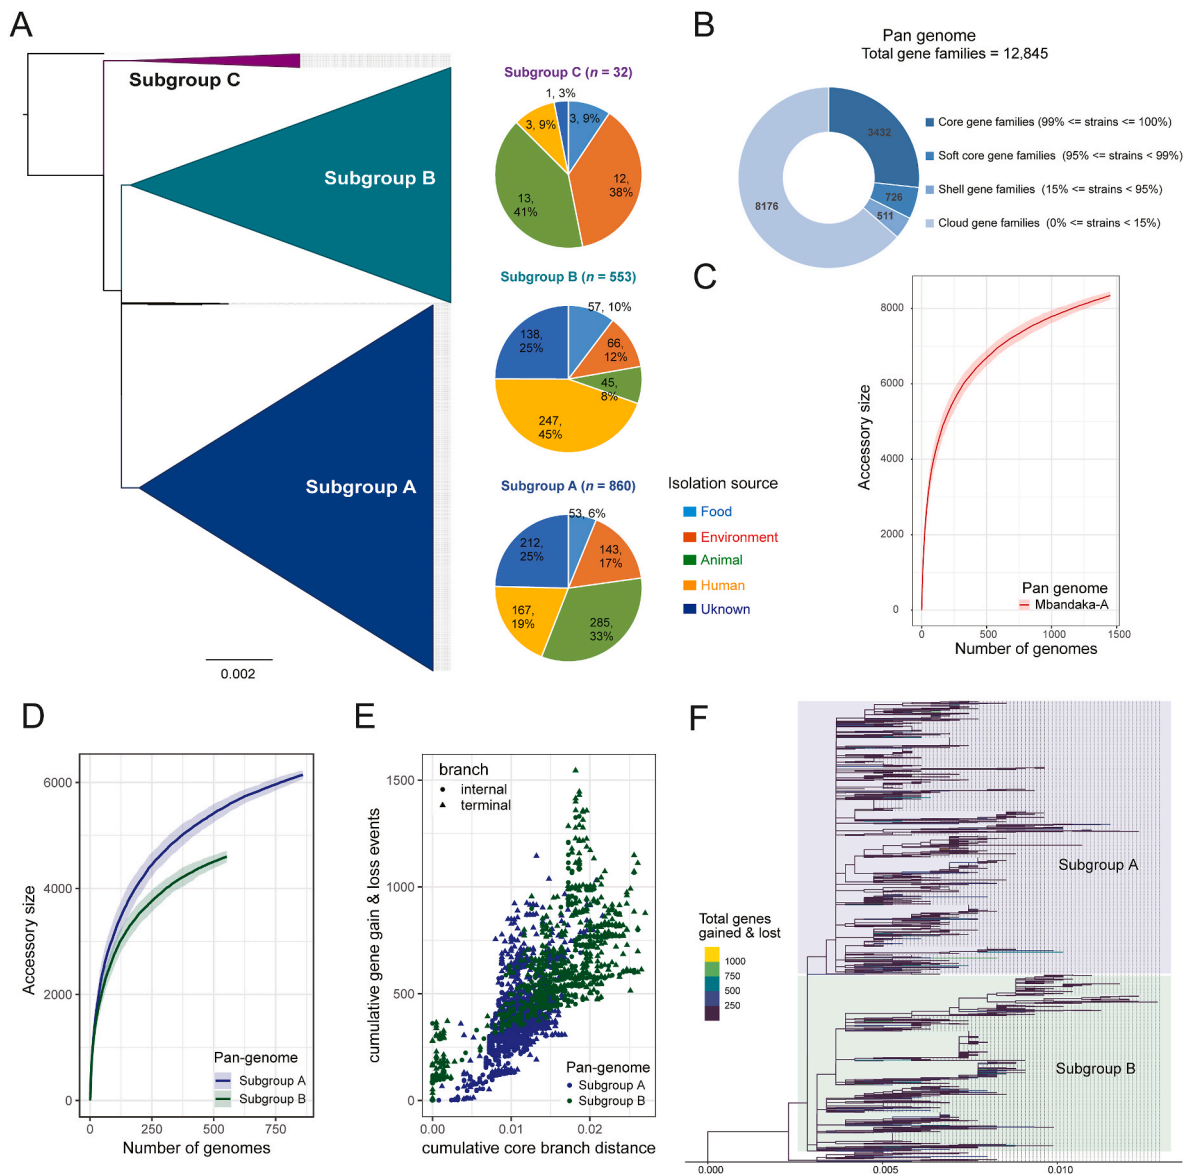 A
Subgroup C
Subgroup B
Subgroup A
0.002
Subgroup C (n = 32)
1, 3%
3, 9%
3, 9%
12,
38%
13,
41%
Subgroup B (n = 553)
57, 10%
138,
25%
66,
12%
45,
8%
247,
45%
Subgroup A (n = 860)
53, 6%
212,
25%
143,
17%
167,
19%
285,
33%
Isolation source
Food
Environment
Animal
Human
Uknown
B
Pan genome
Total gene families = 12,845
3432
726
511
8176
Core gene families (99% <= strains <= 100%)
Soft core gene families (95% <= strains < 99%)
Shell gene families (15% <= strains < 95%)
Cloud gene families (0% <= strains < 15%)
C
Accessory size
8000
6000
4000
2000
0
0
500
1000
1500
Number of genomes
Pan genome
Mbandaka-A
D
Accessory size
6000
4000
2000
0
0
250
500
750
Number of genomes
Pan-genome
Subgroup A
Subgroup B
E
cumulative gene gain & loss events
1500
1000
500
0
0.00
0.01
0.02
cumulative core branch distance
branch
internal
terminal
Pan-genome
Subgroup A
Subgroup B
F
Total genes
gained & lost
1000
750
500
250
Subgroup A
Subgroup B
0.000
0.005
0.010